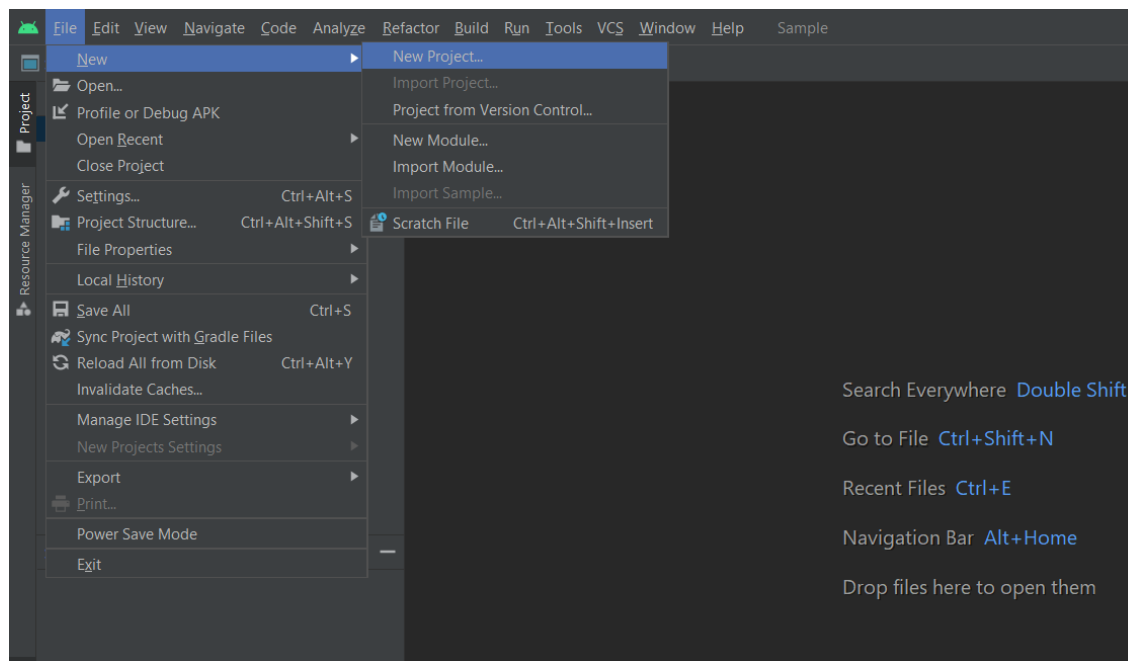 File Edit View Navigate Code Analyze Refactor Build Run Tools VCS Window Help Sample
New
Open...
Profile or Debug APK
Open Recent
Close Project
Settings... Ctrl+Alt+S
Project Structure... Ctrl+Alt+Shift+S
File Properties
Local History
Save All Ctrl+S
Sync Project with Gradle Files
Reload All from Disk Ctrl+Alt+Y
Invalidate Caches...
Manage IDE Settings
New Projects Settings
Export
Print...
Power Save Mode
Exit
New Project...
Import Project...
Project from Version Control...
New Module...
Import Module...
Import Sample...
Scratch File Ctrl+Alt+Shift+Insert
Project
Resource Manager
Search Everywhere Double Shift
Go to File Ctrl+Shift+N
Recent Files Ctrl+E
Navigation Bar Alt+Home
Drop files here to open them